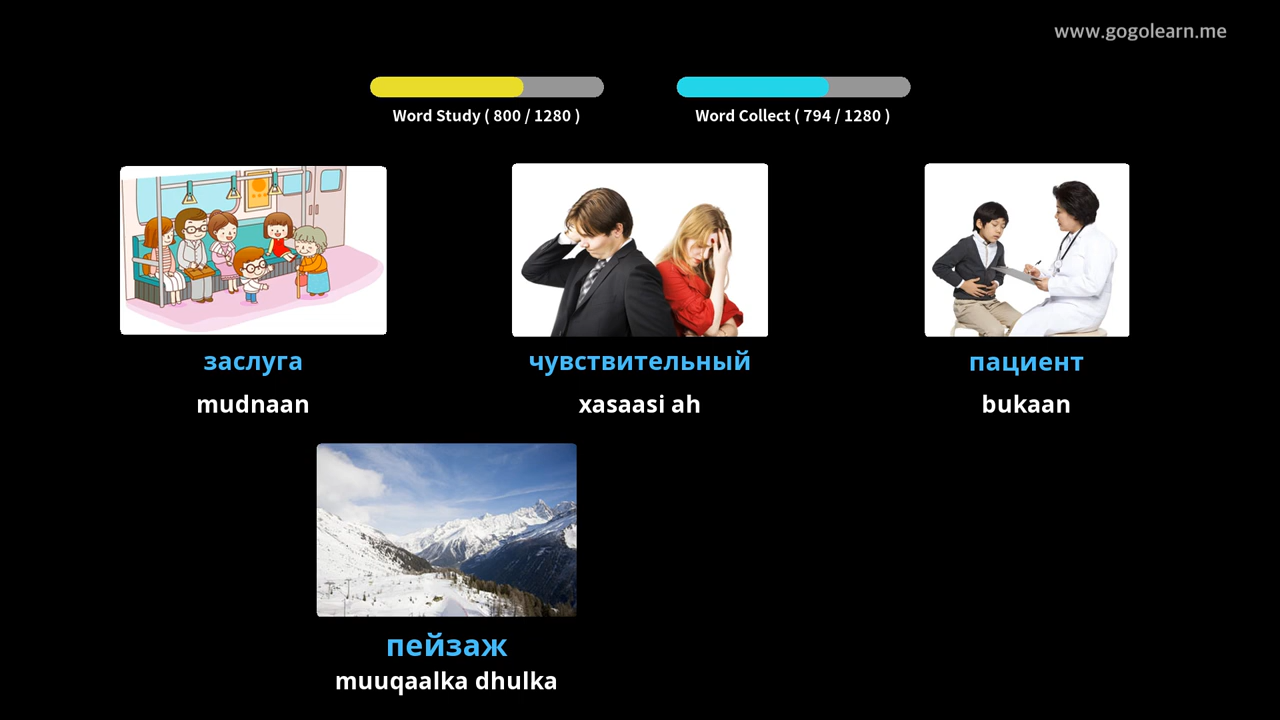 www.gogolearn.me
Word Study ( 800 / 1280 )
Word Collect ( 794 / 1280 )
заслуга
mudnaan
чувствительный
xasaasi ah
пациент
bukaan
пейзаж
muuqaalka dhulka